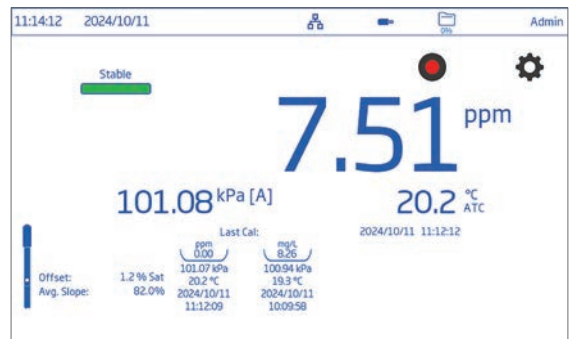 11:14:12 2024/10/11 0% Admin
Stable
7.51 ppm
101.08 kPa [A] 20.2 °C ATC
Last Cal: 2024/10/11 11:12:12
ppm mg/L
0.00 8.26
101.07 kPa 100.94 kPa
Offset: 1.2 % Sat 20.2 °C 19.3 °C
Avg. Slope: 82.0% 2024/10/11 2024/10/11
11:12:09 10:09:58